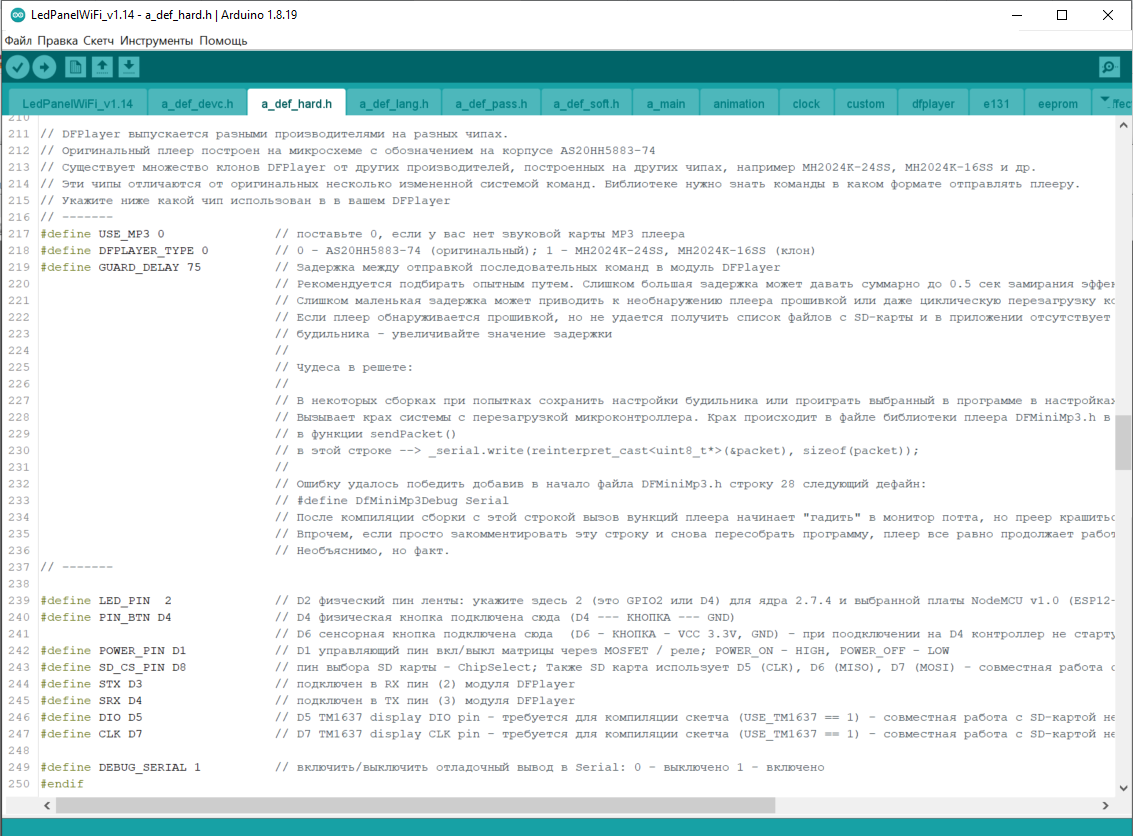 LedPanelWiFi_v1.14 - a_def_hard.h | Arduino 1.8.19
Файл Правка Скетч Инструменты Помощь
LedPanelWiFi_v1.14 a_def_devc.h a_def_hard.h a_def_lang.h a_def_pass.h a_def_soft.h a_main animation clock custom dfplayer e131 eeprom
210
211 // DFPlayer выпускается разными производителями на разных чипах.
212 // Оригинальный плеер построен на микросхеме с обозначением на корпусе AS20HH5883-74
213 // Существует множество клонов DFPlayer от других производителей, построенных на других чипах, например MH2024K-24SS, MH2024K-16SS и др.
214 // Эти чипы отличаются от оригинальных несколько измененной системой команд. Библиотеке нужно знать команды в каком формате отправлять плееру.
215 // Укажите ниже какой чип использован в в вашем DFPlayer
216 // -------
217 #define USE_MP3 0 // поставьте 0, если у вас нет звуковой карты MP3 плеера
218 #define DFPLAYER_TYPE 0 // 0 - AS20HH5883-74 (оригинальный); 1 - MH2024K-24SS, MH2024K-16SS (клон)
219 #define GUARD_DELAY 75 // Задержка между отправкой последовательных команд в модуль DFPlayer
220 // Рекомендуется подбирать опытным путем. Слишком большая задержка может давать суммарно до 0.5 сек замирания эффек
221 // Слишком маленькая задержка может приводить к необнаружению плеера прошивкой или даже циклическую перезагрузку ко
222 // Если плеер обнаруживается прошивкой, но не удается получить список файлов с SD-карты и в приложении отсутствует
223 // будильника - увеличивайте значение задержки
224 //
225 // Чудеса в решете:
226 //
227 // В некоторых сборках при попытках сохранить настройки будильника или проиграть выбранный в программе в настройках
228 // Вызывает крах системы с перезагрузкой микроконтроллера. Крах происходит в файле библиотеки плеера DFMiniMp3.h в
229 // в функции sendPacket()
230 // в этой строке --> _serial.write(reinterpret_cast<uint8_t*>(&packet), sizeof(packet));
231 //
232 // Ошибку удалось победить добавив в начало файла DFMiniMp3.h строку 28 следующий дефайн:
233 // #define DfMiniMp3Debug Serial
234 // После компиляции сборки с этой строкой вызов вункций плеера начинает "гадить" в монитор потта, но преер крашитьс
235 // Впрочем, если просто закомментировать эту строку и снова пересобрать программу, плеер все равно продолжает работ
236 // Необъяснимо, но факт.
237 // -------
238
239 #define LED_PIN 2 // D2 физческий пин ленты: укажите здесь 2 (это GPIO2 или D4) для ядра 2.7.4 и выбранной платы NodeMCU v1.0 (ESP12-
240 #define PIN_BTN D4 // D4 физическая кнопка подключена сюда (D4 --- КНОПКА --- GND)
241 // D6 сенсорная кнопка подключена сюда (D6 - КНОПКА - VCC 3.3V, GND) - при поодключении на D4 контроллер не старту
242 #define POWER_PIN D1 // D1 управляющий пин вкл/выкл матрицы через MOSFET / реле; POWER_ON - HIGH, POWER_OFF - LOW
243 #define SD_CS_PIN D8 // пин выбора SD карты - ChipSelect; Также SD карта использует D5 (CLK), D6 (MISO), D7 (MOSI) - совместная работа с
244 #define STX D3 // подключен в RX пин (2) модуля DFPlayer
245 #define SRX D4 // подключен в TX пин (3) модуля DFPlayer
246 #define DIO D5 // D5 TM1637 display DIO pin - требуется для компиляции скетча (USE_TM1637 == 1) - совместная работа с SD-картой не
247 #define CLK D7 // D7 TM1637 display CLK pin - требуется для компиляции скетча (USE_TM1637 == 1) - совместная работа с SD-картой не
248
249 #define DEBUG_SERIAL 1 // включить/выключить отладочный вывод в Serial: 0 - выключено 1 - включено
250 #endif